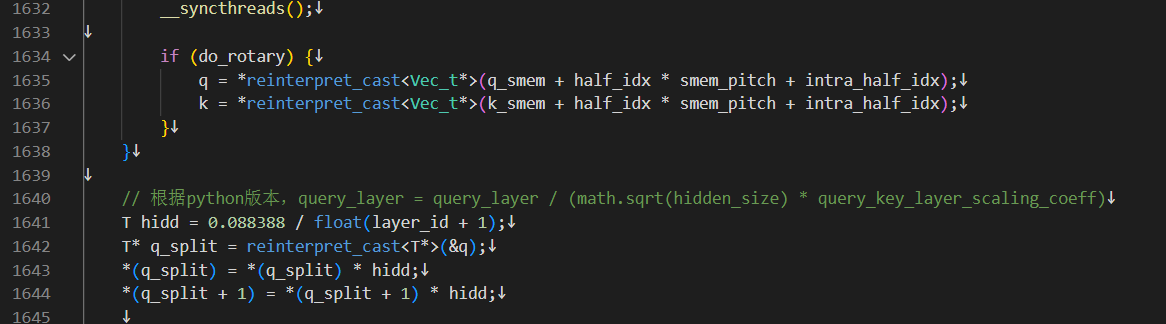 1632 __syncthreads();↓
1633 ↓
1634 if (do_rotary) {↓
1635 q = *reinterpret_cast<Vec_t*>(q_smem + half_idx * smem_pitch + intra_half_idx);↓
1636 k = *reinterpret_cast<Vec_t*>(k_smem + half_idx * smem_pitch + intra_half_idx);↓
1637 }↓
1638 }↓
1639 ↓
1640 // 根据python版本，query_layer = query_layer / (math.sqrt(hidden_size) * query_key_layer_scaling_coeff)↓
1641 T hidd = 0.088388 / float(layer_id + 1);↓
1642 T* q_split = reinterpret_cast<T*>(&q);↓
1643 *(q_split) = *(q_split) * hidd;↓
1644 *(q_split + 1) = *(q_split + 1) * hidd;↓
1645 ↓